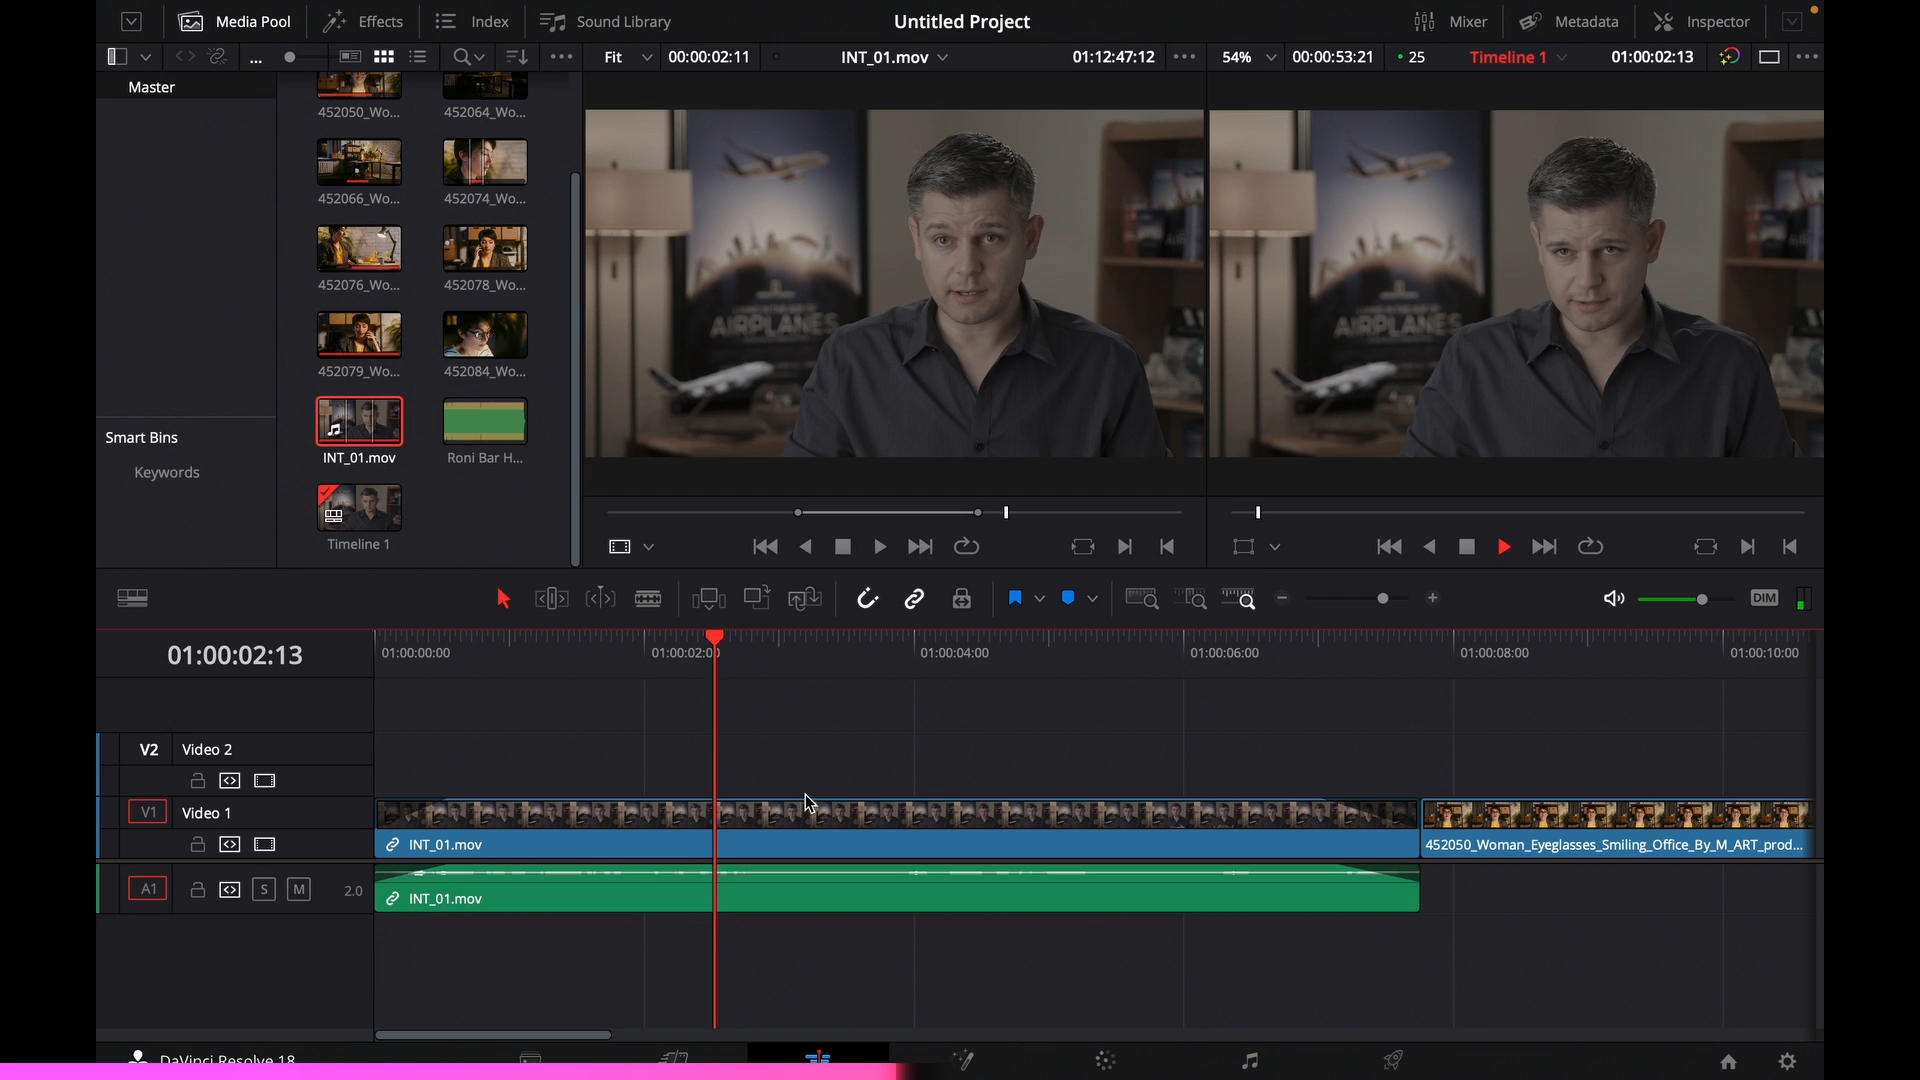 Media Pool
Effects
Index
Sound Library
Untitled Project
Mixer
Metadata
Inspector
...
Fit
00:00:02:11
INT_01.mov
01:12:47:12
54%
00:00:53:21
25
Timeline 1
01:00:02:13
Master
452050_Wo...
452064_Wo...
452066_Wo...
452074_Wo...
452076_Wo...
452078_Wo...
452079_Wo...
452084_Wo...
INT_01.mov
Roni Bar H...
Timeline 1
Smart Bins
Keywords
AIRPLANES
AIRPLANES
DIM
01:00:02:13
01:00:00:00
01:00:02:00
01:00:04:00
01:00:06:00
01:00:08:00
01:00:10:00
V2
Video 2
V1
Video 1
INT_01.mov
452050_Woman_Eyeglasses_Smiling_Office_By_M_ART_prod...
A1
S
M
2.0
INT_01.mov
DaVinci Resolve 18